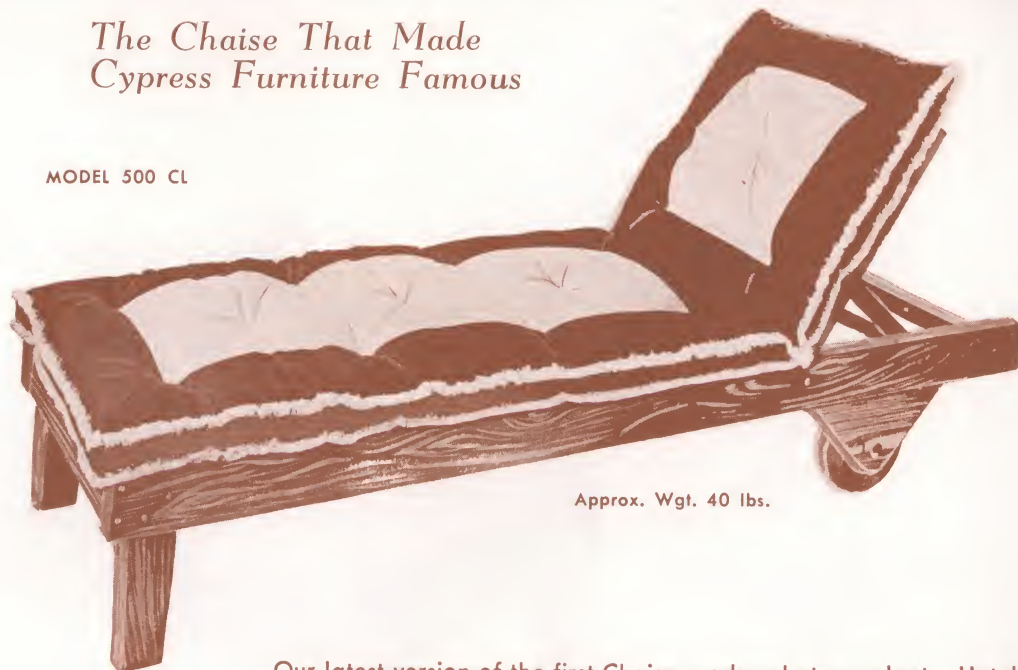 The Chaise That Made
Cypress Furniture Famous
MODEL 500 CL
Approx. Wgt. 40 lbs.